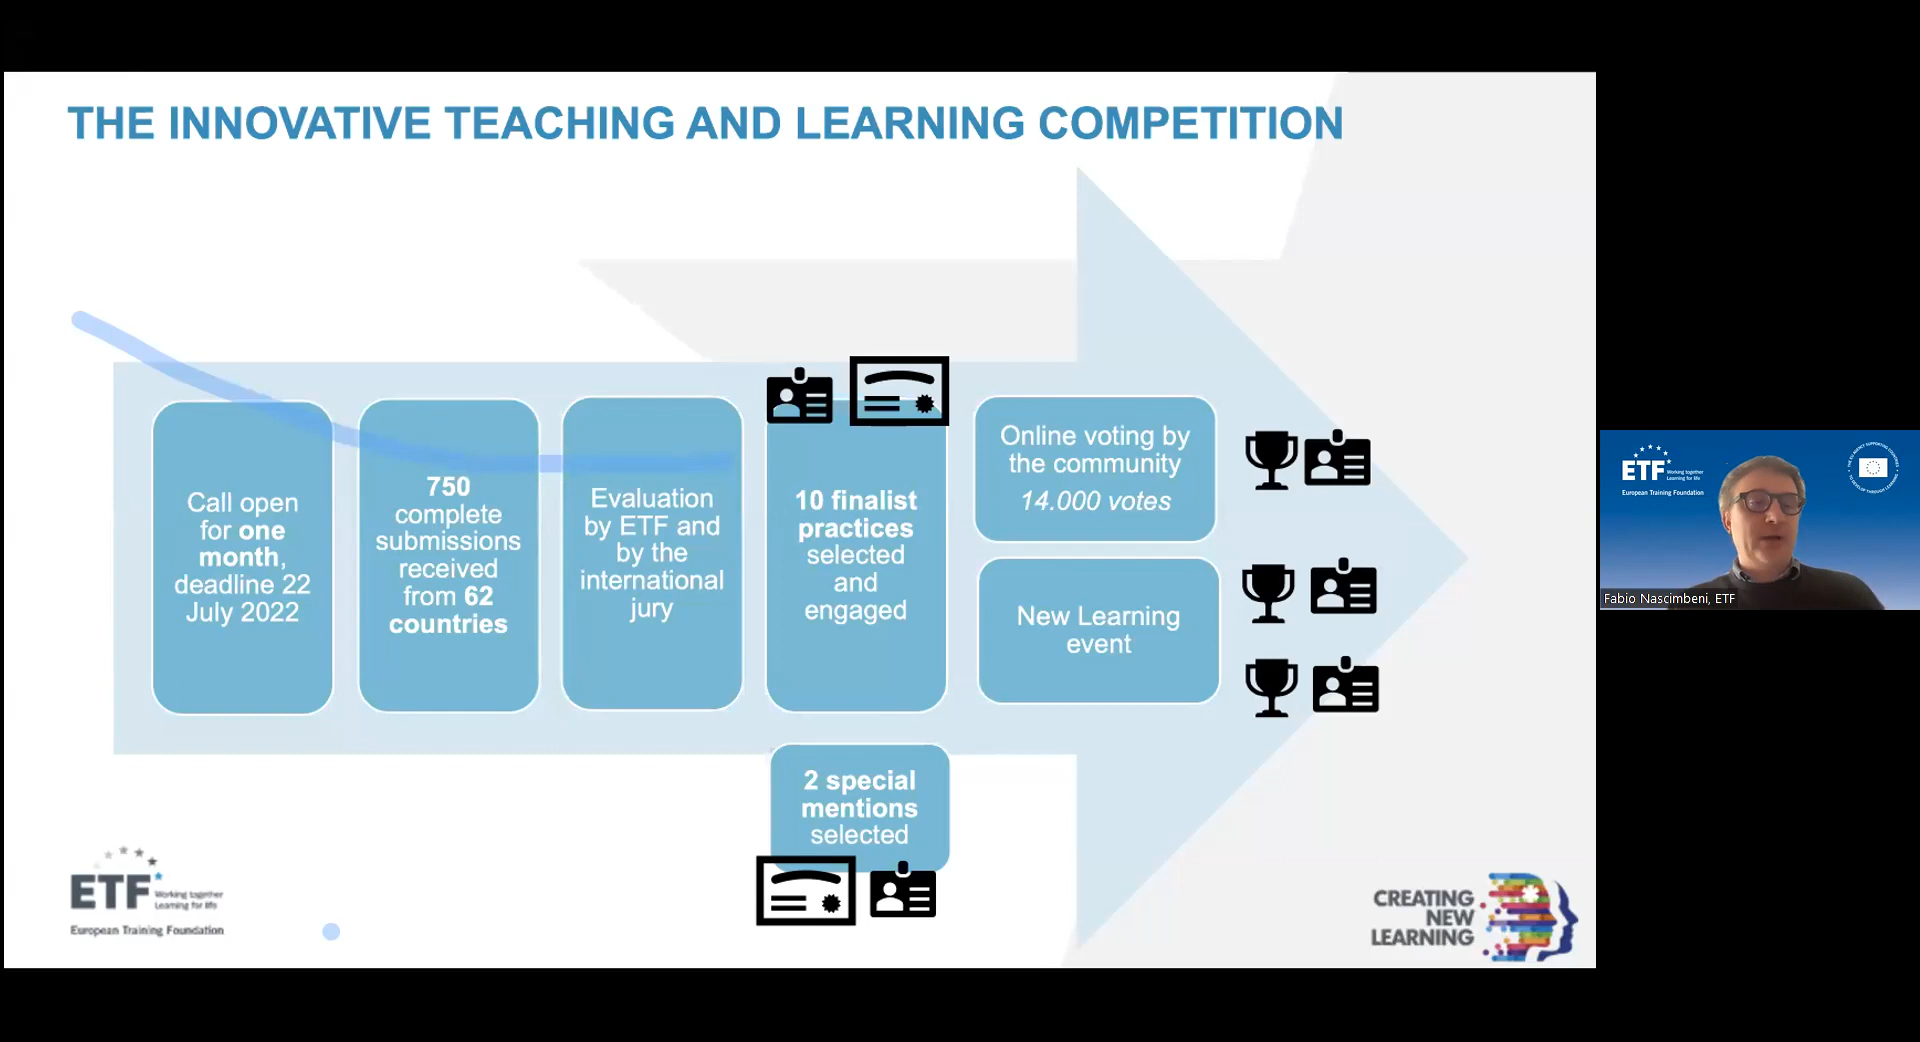 THE INNOVATIVE TEACHING AND LEARNING COMPETITION
Call open
for one
month,
deadline 22
July 2022
750
complete
submissions
received
from 62
countries
Evaluation
by ETF and
by the
international
jury
10 finalist
practices
selected
and
engaged
2 special
mentions
selected
Online voting by
the community
14.000 votes
New Learning
event
ETF Working together
Learning for life
European Training Foundation
CREATING
NEW
LEARNING
ETF Working together
Learning for life
European Training Foundation
Fabio Nascimbeni, ETF